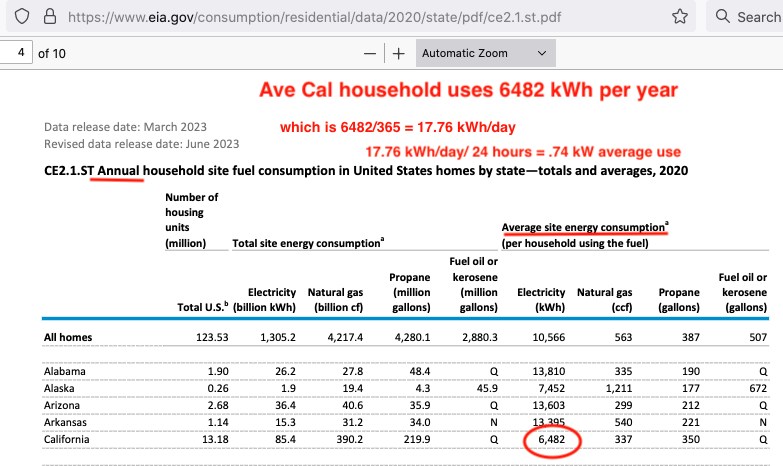 https://www.eia.gov/consumption/residential/data/2020/state/pdf/ce2.1.st.pdf
Search
4 of 10
Automatic Zoom
Ave Cal household uses 6482 kWh per year
Data release date: March 2023
which is 6482/365 = 17.76 kWh/day
Revised data release date: June 2023
17.76 kWh/day/ 24 hours = .74 kW average use
CE2.1.ST Annual household site fuel consumption in United States homes by state—totals and averages, 2020
Number of
housing
units
(million)
Total site energy consumptionᵃ
Average site energy consumptionᵃ
(per household using the fuel)
Total U.S.ᵇ
Electricity
(billion kWh)
Natural gas
(billion cf)
Propane
(million
gallons)
Fuel oil or
kerosene
(million
gallons)
Electricity
(kWh)
Natural gas
(ccf)
Propane
(gallons)
Fuel oil or
kerosene
(gallons)
All homes 123.53 1,305.2 4,217.4 4,280.1 2,880.3 10,566 563 387 507
Alabama 1.90 26.2 27.8 48.4 Q 13,810 335 190 Q
Alaska 0.26 1.9 19.4 4.3 45.9 7,452 1,211 177 672
Arizona 2.68 36.4 40.6 35.9 Q 13,603 299 212 Q
Arkansas 1.14 15.3 31.2 34.0 N 13,395 540 221 N
California 13.18 85.4 390.2 219.9 Q 6,482 337 350 Q